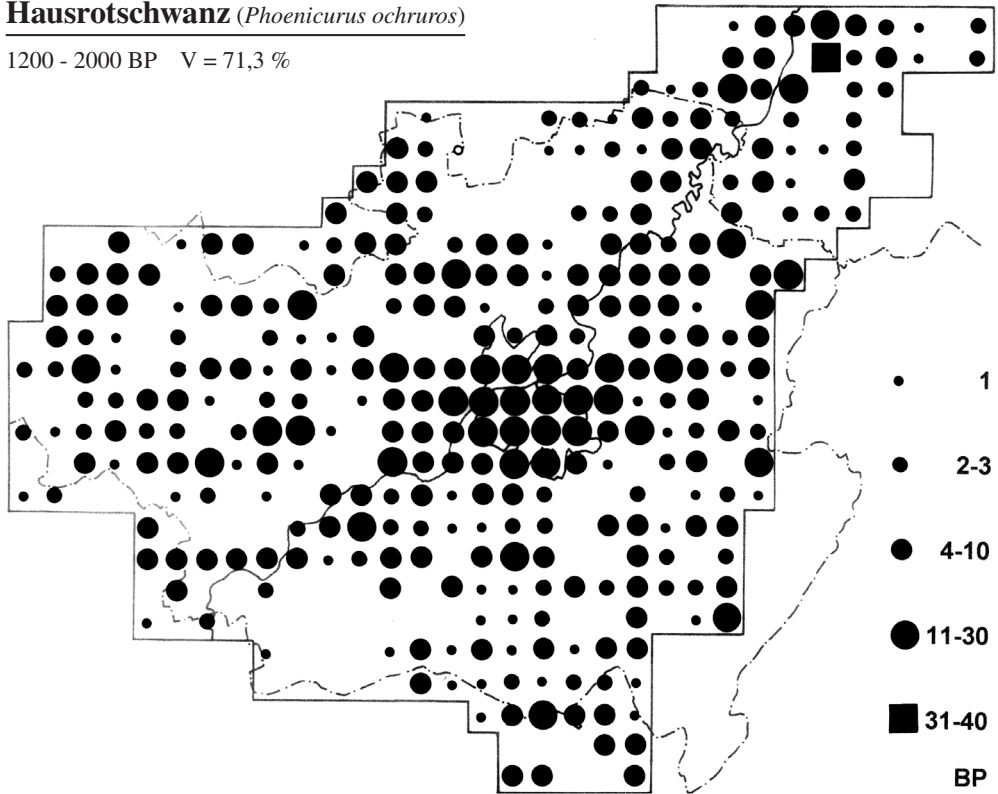 Hausrotschwanz (Phoenicurus ochruros)
1200 - 2000 BP V = 71,3 %
1
2-3
4-10
11-30
31-40
BP